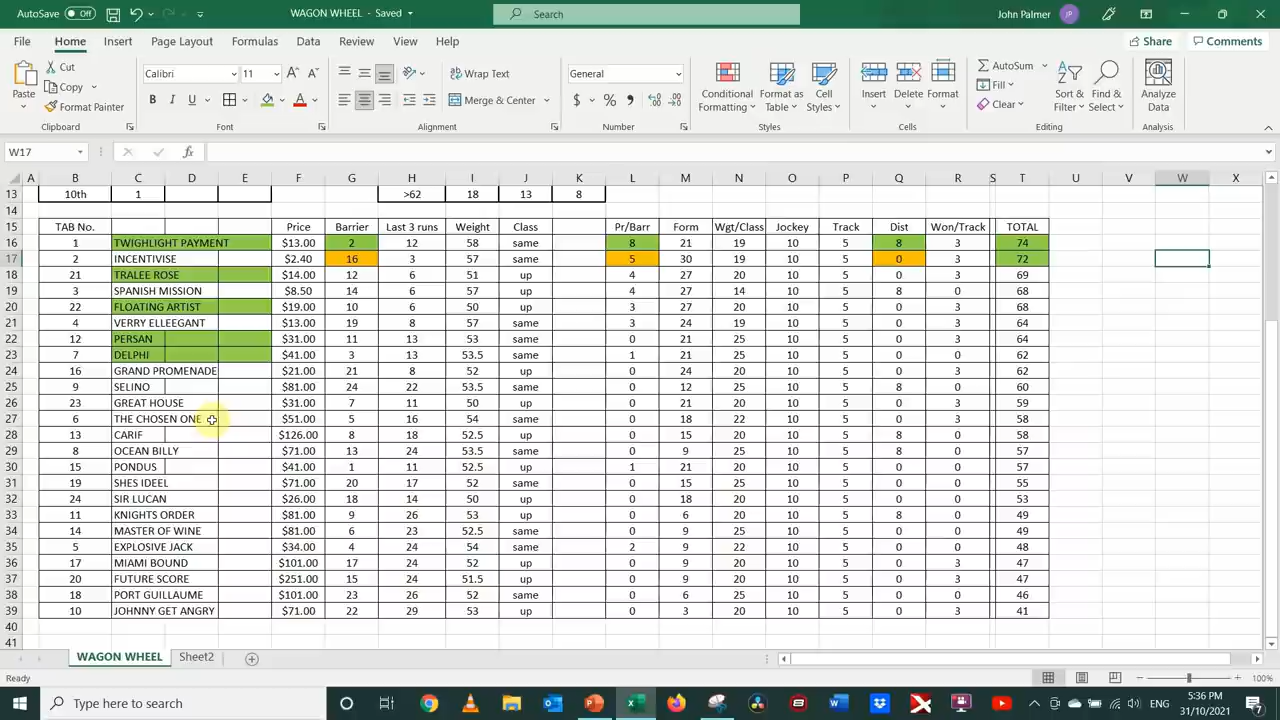 AutoSave Off WAGON WHEEL - Saved Search John Palmer JP
File Home Insert Page Layout Formulas Data Review View Help Share Comments
Paste Cut Copy Format Painter Calibri 11 Wrap Text Merge & Center General Conditional Formatting Format as Table Cell Styles Insert Delete Format AutoSum Fill Clear Sort & Filter Find & Select Analyze Data
Clipboard Font Alignment Number Styles Cells Editing Analysis
W17 fx
A B C D E F G H I J K L M N O P Q R S T U V W X
13 10th 1 >62 18 13 8
14
15 TAB No. Price Barrier Last 3 runs Weight Class Pr/Barr Form Wgt/Class Jockey Track Dist Won/Track TOTAL
16 1 TWIGHLIGHT PAYMENT $13.00 2 12 58 same 8 21 19 10 5 8 3 74
17 2 INCENTIVISE $2.40 16 3 57 same 5 30 19 10 5 0 3 72
18 21 TRALEE ROSE $14.00 12 6 51 up 4 27 20 10 5 0 3 69
19 3 SPANISH MISSION $8.50 14 6 57 same 4 27 14 10 5 8 0 68
20 22 FLOATING ARTIST $19.00 10 6 50 up 3 27 20 10 5 0 3 68
21 4 VERRY ELLEEGANT $13.00 19 8 57 same 3 24 19 10 5 0 3 64
22 12 PERSAN $31.00 11 13 53 same 0 21 25 10 5 0 3 64
23 7 DELPHI $41.00 3 13 53.5 same 1 21 25 10 5 0 0 62
24 16 GRAND PROMENADE $21.00 21 8 52 up 0 24 20 10 5 0 3 62
25 9 SELINO $81.00 24 22 53.5 same 0 12 25 10 5 8 0 60
26 23 GREAT HOUSE $31.00 7 11 50 up 0 21 20 10 5 0 3 59
27 6 THE CHOSEN ONE $51.00 5 16 54 same 0 18 22 10 5 0 3 58
28 13 CARIF $126.00 8 18 52.5 up 0 15 20 10 5 8 0 58
29 8 OCEAN BILLY $71.00 13 24 53.5 same 0 9 25 10 5 8 0 57
30 15 PONDUS $41.00 1 11 52.5 up 1 21 20 10 5 0 0 57
31 19 SHES IDEEL $71.00 20 17 52 same 0 15 25 10 5 0 0 55
32 24 SIR LUCAN $26.00 18 14 50 up 0 18 20 10 5 0 0 53
33 11 KNIGHTS ORDER $81.00 9 26 53 up 0 6 20 10 5 8 0 49
34 14 MASTER OF WINE $81.00 6 23 52.5 same 0 9 25 10 5 0 0 49
35 5 EXPLOSIVE JACK $34.00 4 24 54 same 2 9 22 10 5 0 0 48
36 17 MIAMI BOUND $101.00 17 24 52 up 0 9 20 10 5 0 3 47
37 20 FUTURE SCORE $251.00 15 24 51.5 up 0 9 20 10 5 0 3 47
38 18 PORT GUILLAUME $101.00 23 26 52 same 0 6 25 10 5 0 0 46
39 10 JOHNNY GET ANGRY $71.00 22 29 53 up 0 3 20 10 5 0 3 41
40
41
WAGON WHEEL Sheet2
Ready 100%
Type here to search ENG 5:36 PM
31/10/2021